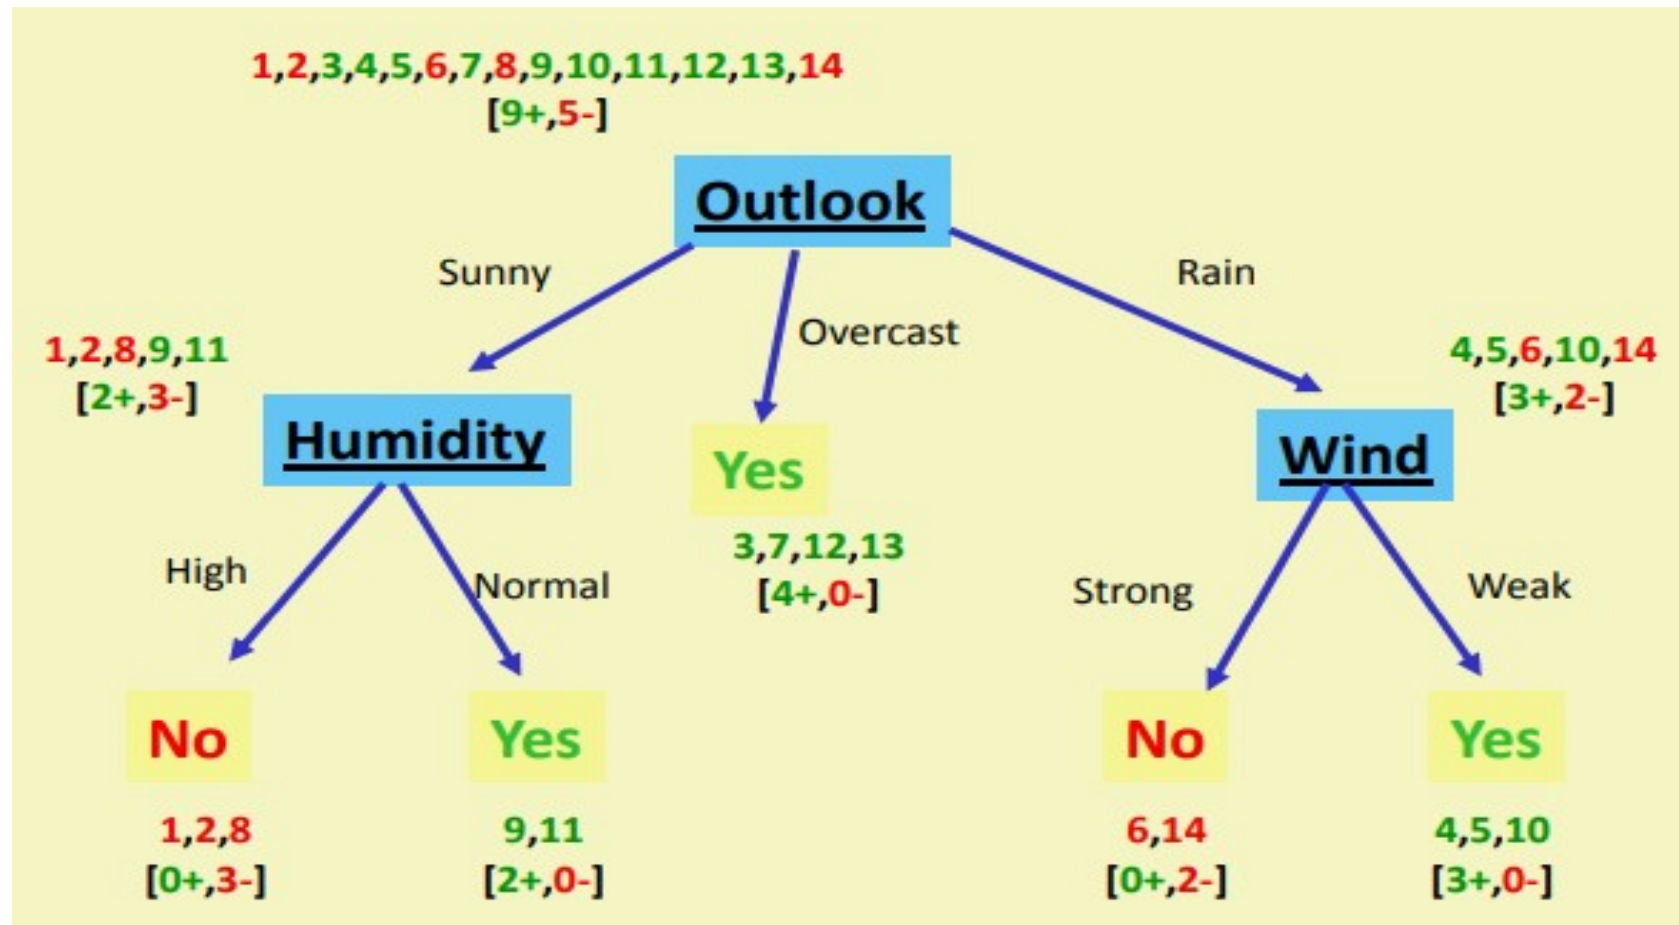 1,2,3,4,5,6,7,8,9,10,11,12,13,14
[9+,5-]
Outlook
Sunny
Overcast
Rain
1,2,8,9,11
[2+,3-]
Humidity
Yes
3,7,12,13
[4+,0-]
4,5,6,10,14
[3+,2-]
Wind
High
Normal
Strong
Weak
No
1,2,8
[0+,3-]
Yes
9,11
[2+,0-]
No
6,14
[0+,2-]
Yes
4,5,10
[3+,0-]